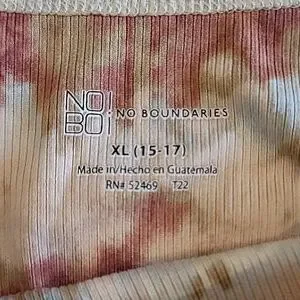 NO!
BO! NO BOUNDARIES
XL (15-17)
Made in/Hecho en Guatemala
RN# 52469 T22